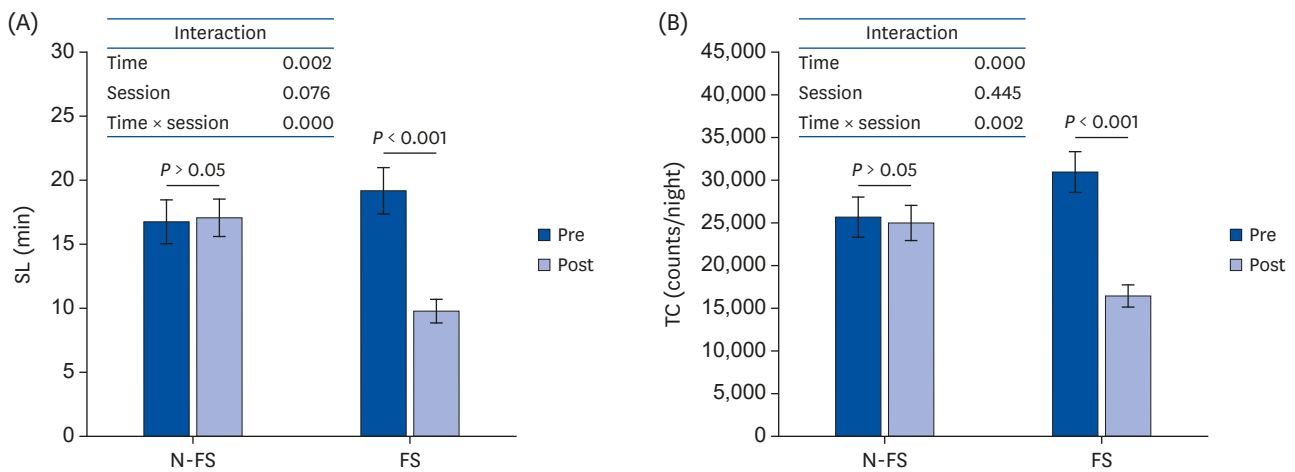 (A)
Interaction
Time 0.002
Session 0.076
Time × session 0.000
30
25
20
15
10
5
0
SL (min)
P > 0.05
P < 0.001
N-FS
FS
Pre
Post
(B)
Interaction
Time 0.000
Session 0.445
Time × session 0.002
45,000
40,000
35,000
30,000
25,000
20,000
15,000
10,000
5,000
0
TC (counts/night)
P > 0.05
P < 0.001
N-FS
FS
Pre
Post